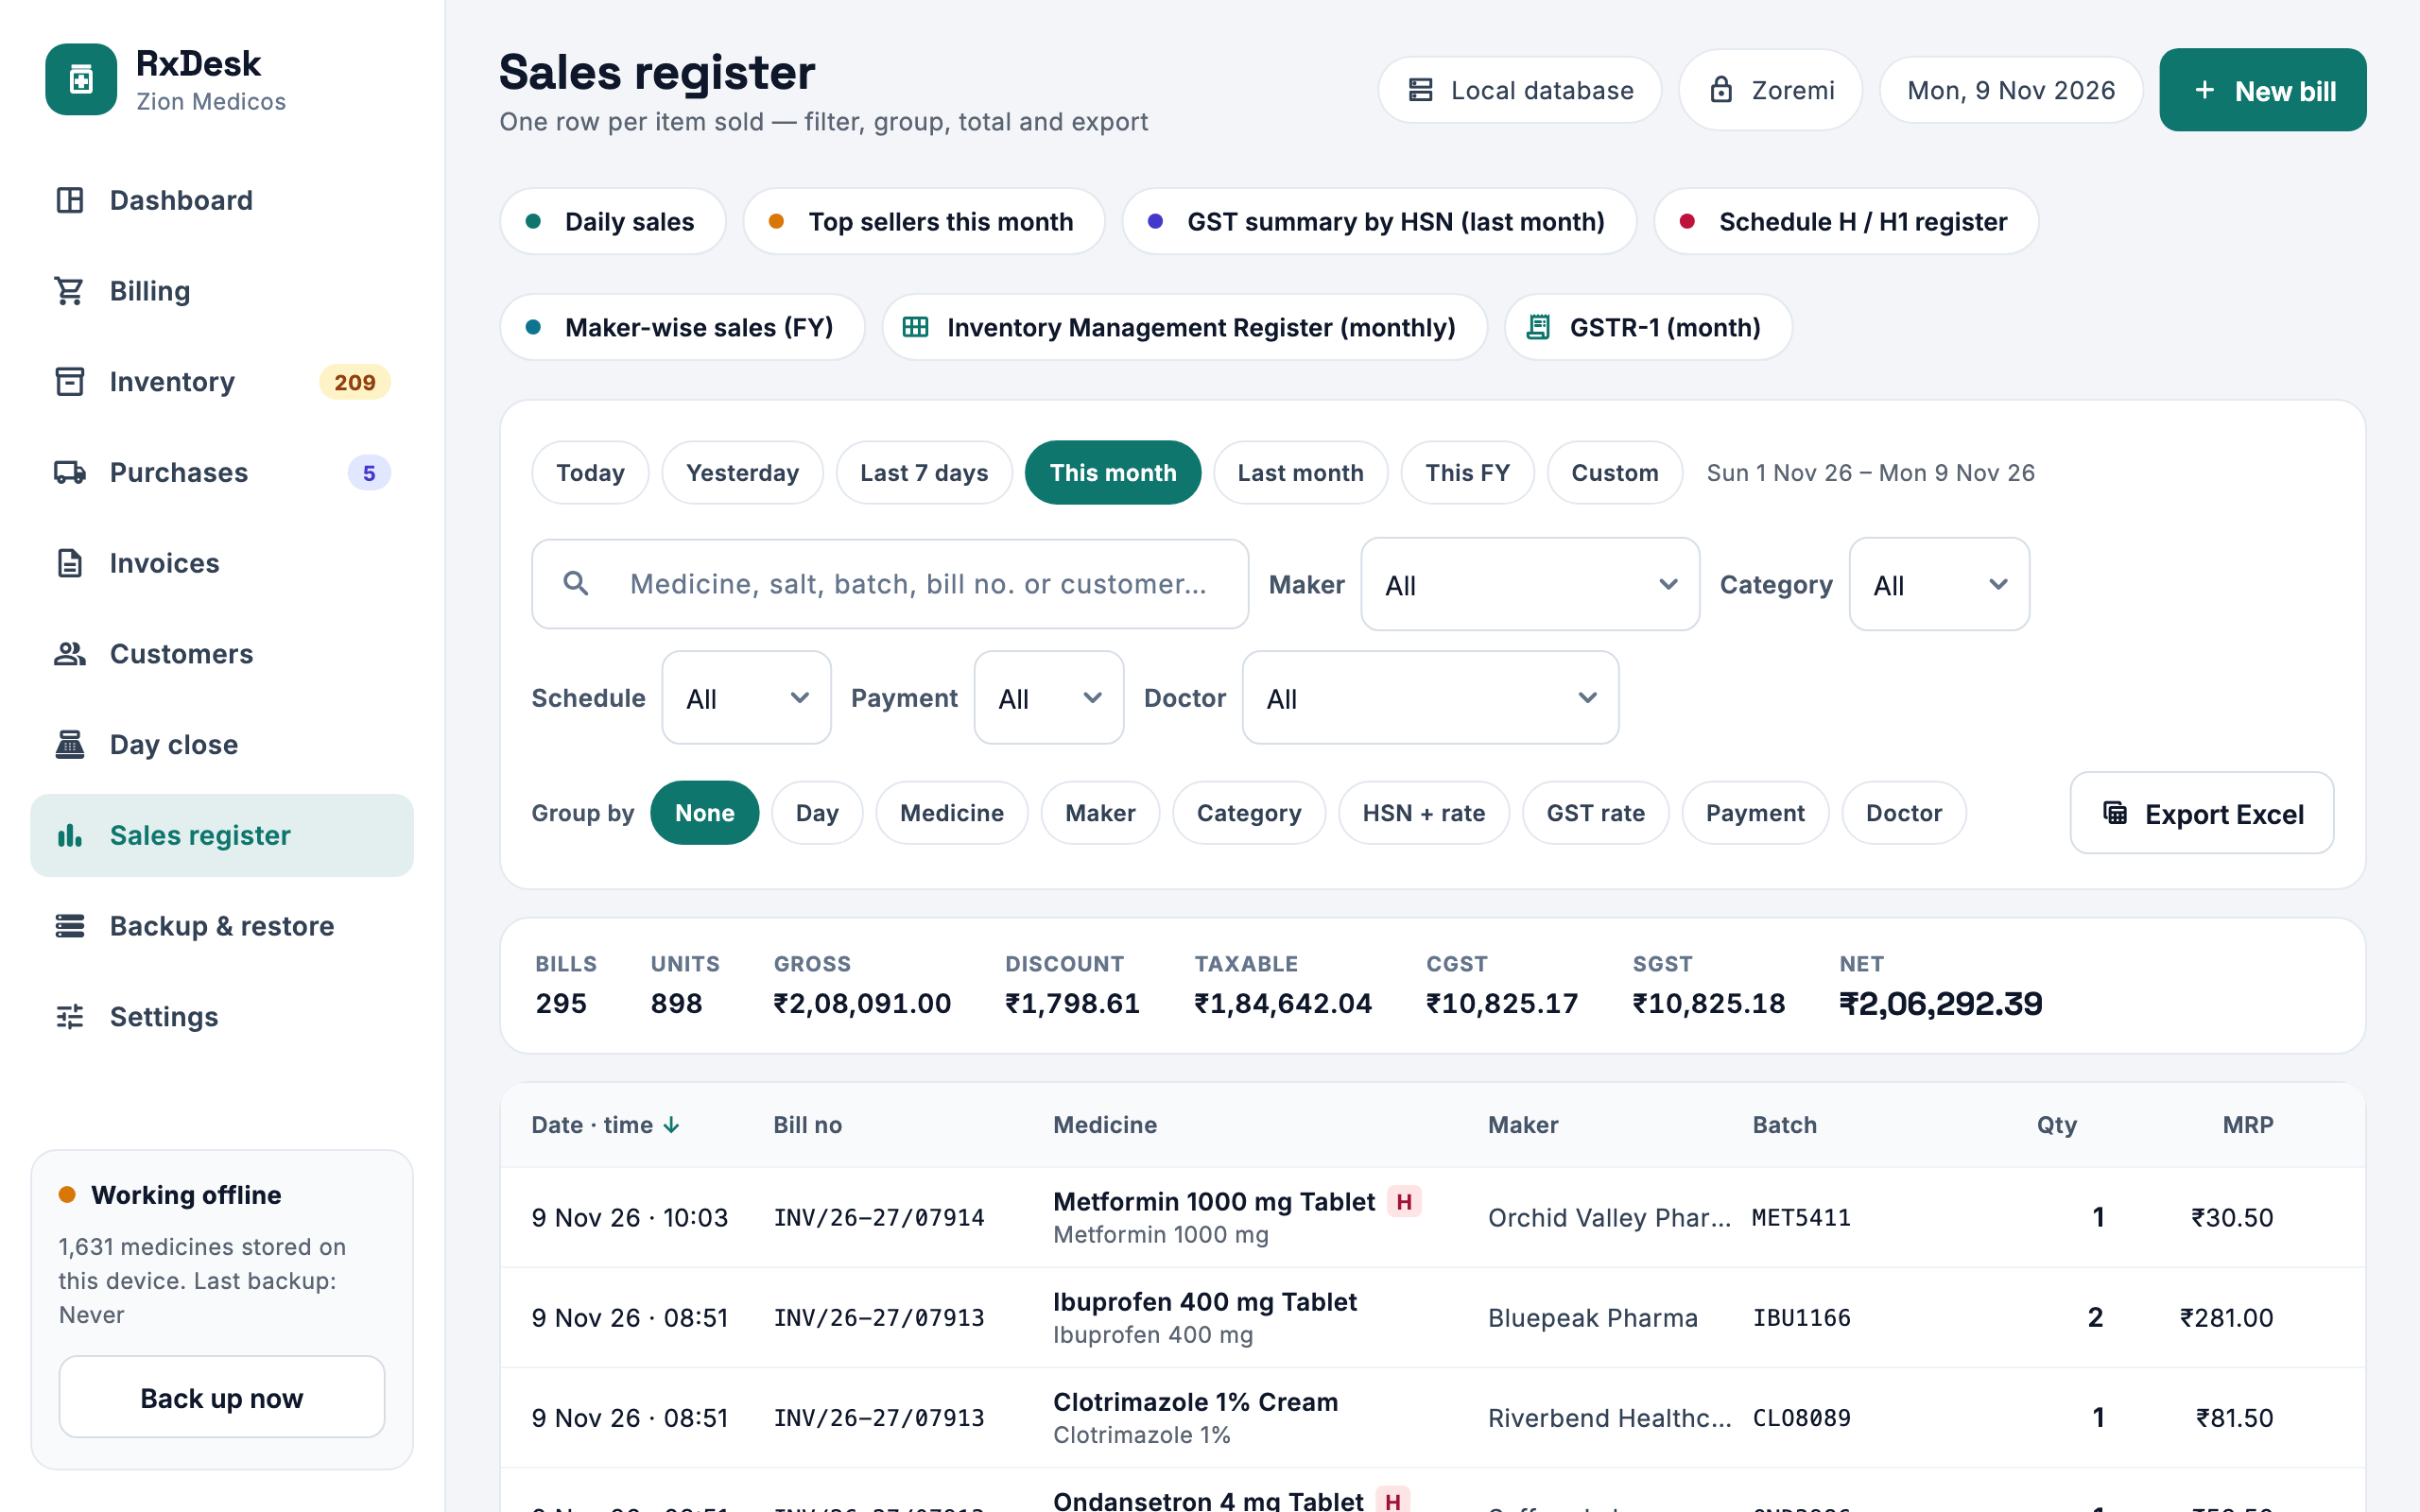 RxDesk
Zion Medicos
Dashboard
Billing
Inventory 209
Purchases 5
Invoices
Customers
Day close
Sales register
Backup & restore
Settings
Working offline
1,631 medicines stored on
this device. Last backup:
Never
Back up now
Sales register
One row per item sold — filter, group, total and export
Local database
Zoremi
Mon, 9 Nov 2026
+ New bill
Daily sales
Top sellers this month
GST summary by HSN (last month)
Schedule H / H1 register
Maker-wise sales (FY)
Inventory Management Register (monthly)
GSTR-1 (month)
Today Yesterday Last 7 days This month Last month This FY Custom Sun 1 Nov 26 – Mon 9 Nov 26
Medicine, salt, batch, bill no. or customer... Maker All Category All
Schedule All Payment All Doctor All
Group by None Day Medicine Maker Category HSN + rate GST rate Payment Doctor Export Excel
BILLS UNITS GROSS DISCOUNT TAXABLE CGST SGST NET
295 898 ₹2,08,091.00 ₹1,798.61 ₹1,84,642.04 ₹10,825.17 ₹10,825.18 ₹2,06,292.39
Date · time ↓ Bill no Medicine Maker Batch Qty MRP
9 Nov 26 · 10:03 INV/26-27/07914 Metformin 1000 mg Tablet H Orchid Valley Phar... MET5411 1 ₹30.50
Metformin 1000 mg
9 Nov 26 · 08:51 INV/26-27/07913 Ibuprofen 400 mg Tablet Bluepeak Pharma IBU1166 2 ₹281.00
Ibuprofen 400 mg
9 Nov 26 · 08:51 INV/26-27/07913 Clotrimazole 1% Cream Riverbend Healthc... CLO8089 1 ₹81.50
Clotrimazole 1%
Ondansetron 4 mg Tablet H